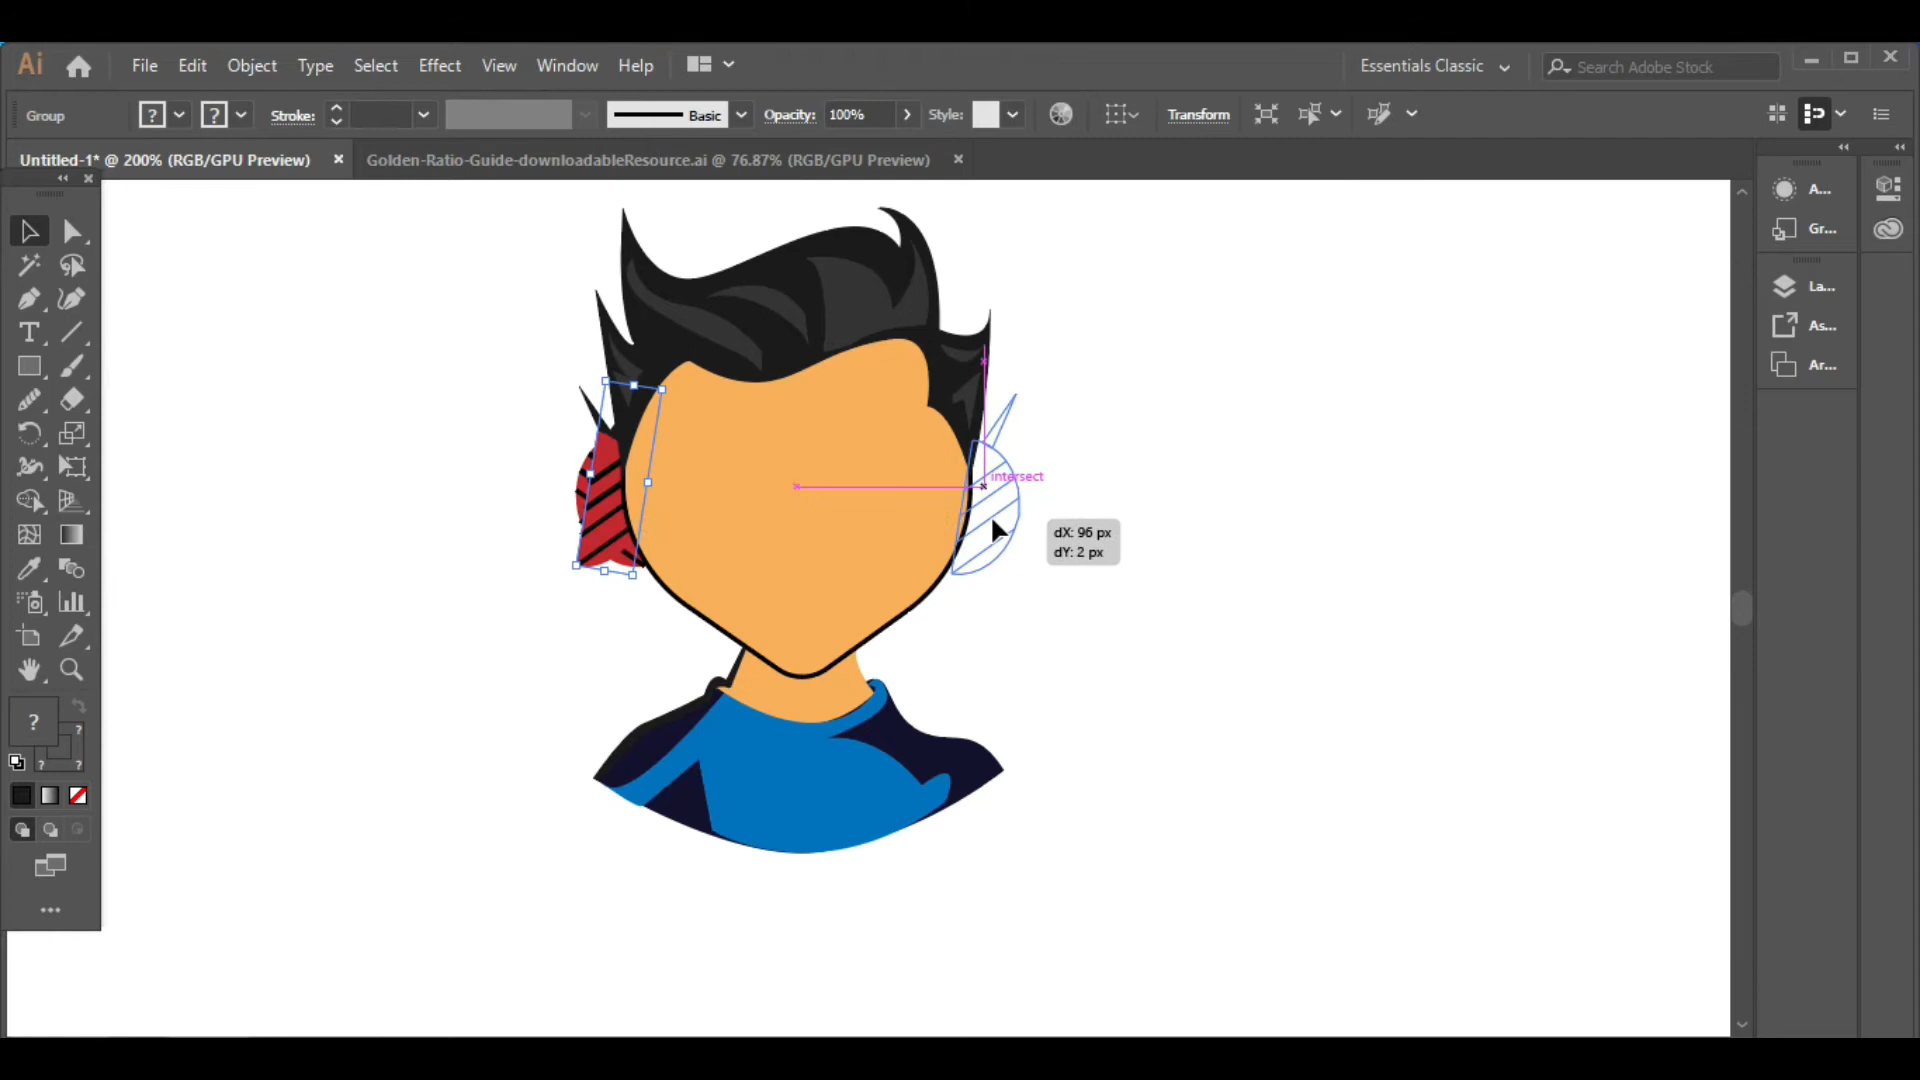 Ai File Edit Object Type Select Effect View Window Help Essentials Classic Search Adobe Stock
Group ? ? Stroke: Basic Opacity: 100% Style: Transform
Untitled-1* @ 200% (RGB/GPU Preview) × Golden-Ratio-Guide-downloadableResource.ai @ 76.87% (RGB/GPU Preview) ×
A...
Gr...
La...
As...
Ar...
intersect
dX: 96 px
dY: 2 px
?
?
? ?